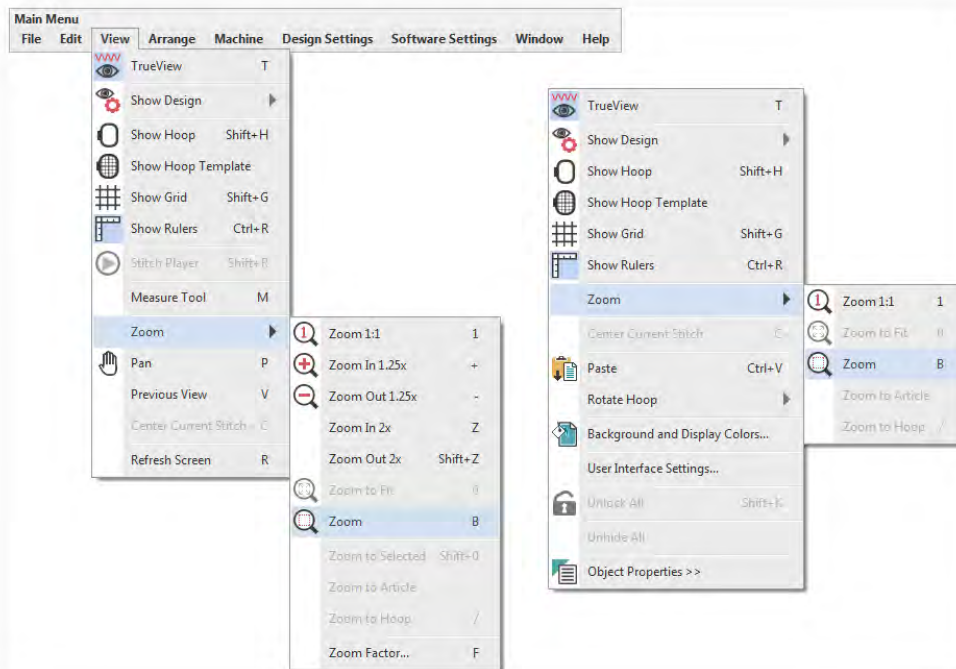 Main Menu
File Edit View Arrange Machine Design Settings Software Settings Window Help
TrueView T
Show Design
Show Hoop Shift+H
Show Hoop Template
Show Grid Shift+G
Show Rulers Ctrl+R
Stitch Player Shift+P
Measure Tool M
Zoom
Pan P
Previous View V
Center Current Stitch C
Refresh Screen R
1 Zoom 1:1 1
Zoom In 1.25x +
Zoom Out 1.25x -
Zoom In 2x Z
Zoom Out 2x Shift+Z
Zoom to Fit 0
Zoom B
Zoom to Selected Shift+0
Zoom to Article
Zoom to Hoop /
Zoom Factor... F
TrueView T
Show Design
Show Hoop Shift+H
Show Hoop Template
Show Grid Shift+G
Show Rulers Ctrl+R
Zoom
Center Current Stitch C
Paste Ctrl+V
Rotate Hoop
Background and Display Colors...
User Interface Settings...
Unlock All Shift+K
Unhide All
Object Properties >>
1 Zoom 1:1 1
Zoom to Fit 0
Zoom B
Zoom to Article
Zoom to Hoop /